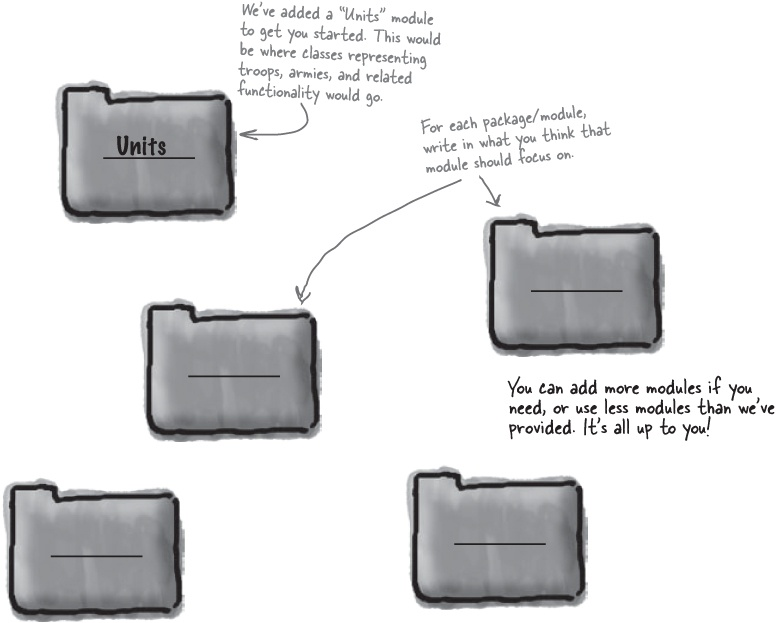 We've added a "Units" module
to get you started. This would
be where classes representing
troops, armies, and related
functionality would go.
Units
For each package/module,
write in what you think that
module should focus on.
You can add more modules if you
need, or use less modules than we've
provided. It's all up to you!